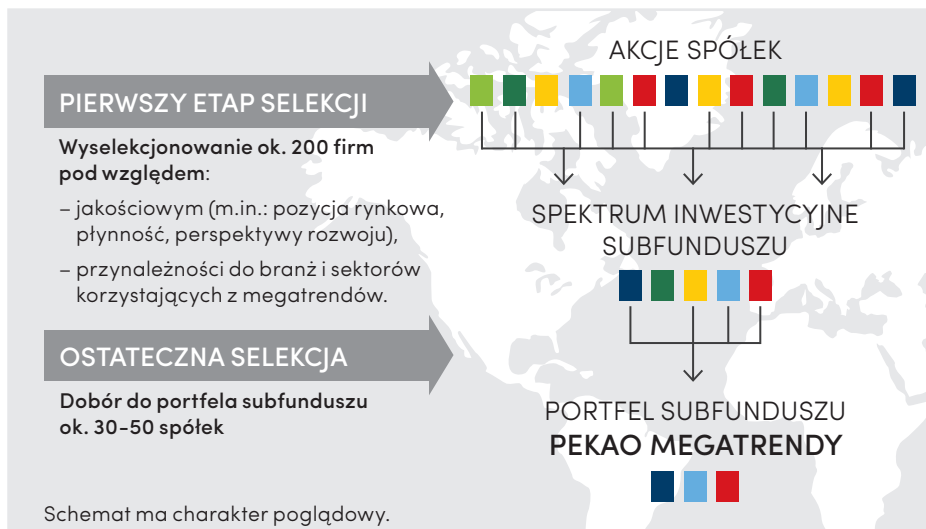 AKCJE SPÓŁEK
PIERWSZY ETAP SELEKCJI
Wyselekcjonowanie ok. 200 firm
pod względem:
– jakościowym (m.in.: pozycja rynkowa,
płynność, perspektywy rozwoju),
– przynależności do branż i sektorów
korzystających z megatrendów.
SPEKTRUM INWESTYCYJNE
SUBFUNDUSZU
OSTATECZNA SELEKCJA
Dobór do portfela subfunduszu
ok. 30-50 spółek
PORTFEL SUBFUNDUSZU
PEKAO MEGATRENDY
Schemat ma charakter poglądowy.